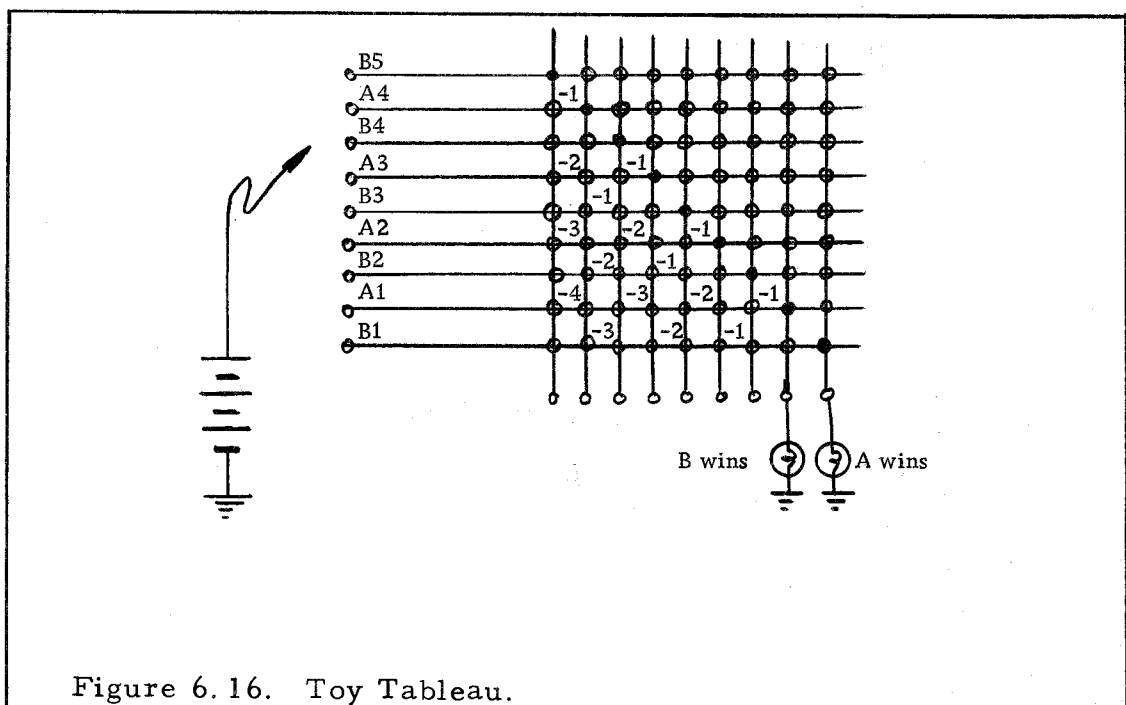 B5
A4 -1
B4
A3 -2 -1
B3 -1
A2 -3 -2 -1
B2 -2 -1
A1 -4 -3 -2 -1
B1 -3 -2 -1
B wins A wins
Figure 6.16. Toy Tableau.